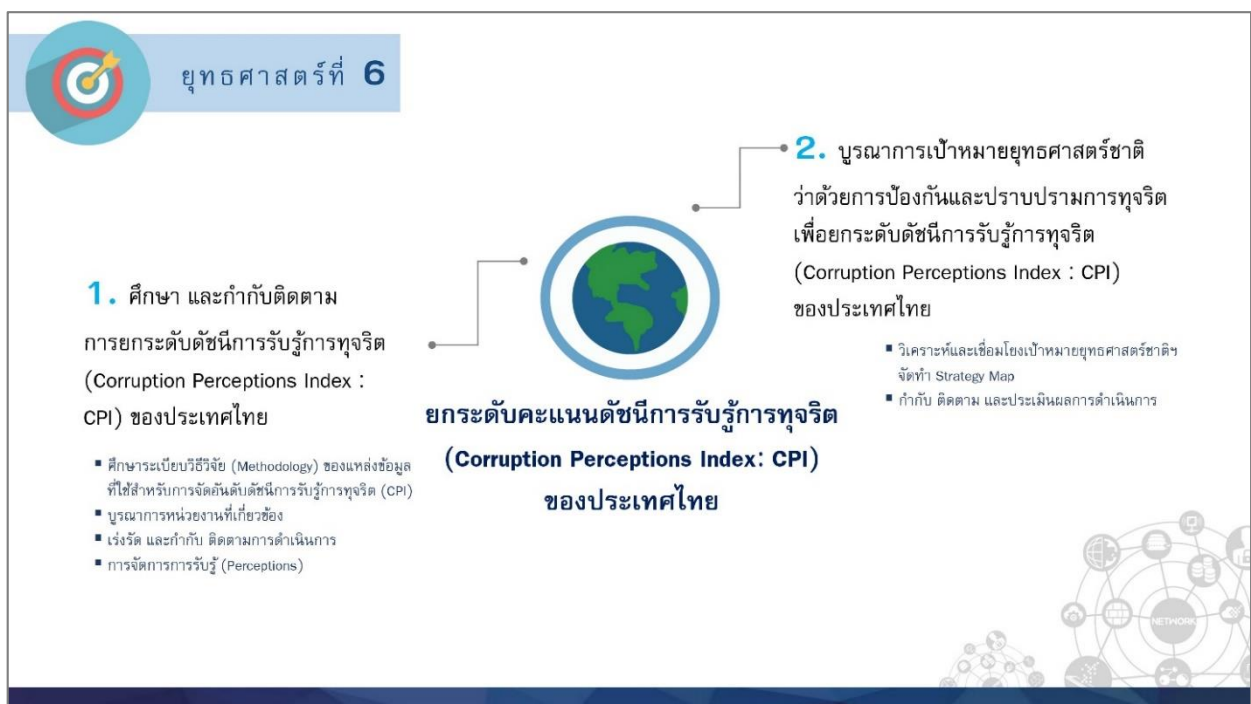 ยุทธศาสตร์ที่ 6
1. ศึกษา และกำกับติดตาม
การยกระดับดัชนีการรับรู้การทุจริต
(Corruption Perceptions Index :
CPI) ของประเทศไทย
▪ ศึกษาระเบียบวิธีวิจัย (Methodology) ของแหล่งข้อมูล
ที่ใช้สำหรับการจัดอันดับดัชนีการรับรู้การทุจริต (CPI)
▪ บูรณาการหน่วยงานที่เกี่ยวข้อง
▪ เร่งรัด และกำกับ ติดตามการดำเนินการ
▪ การจัดการการรับรู้ (Perceptions)
ยกระดับคะแนนดัชนีการรับรู้การทุจริต
(Corruption Perceptions Index: CPI)
ของประเทศไทย
2. บูรณาการเป้าหมายยุทธศาสตร์ชาติ
ว่าด้วยการป้องกันและปราบปรามการทุจริต
เพื่อยกระดับดัชนีการรับรู้การทุจริต
(Corruption Perceptions Index : CPI)
ของประเทศไทย
▪ วิเคราะห์และเชื่อมโยงเป้าหมายยุทธศาสตร์ชาติฯ
จัดทำ Strategy Map
▪ กำกับ ติดตาม และประเมินผลการดำเนินการ
NETWORK